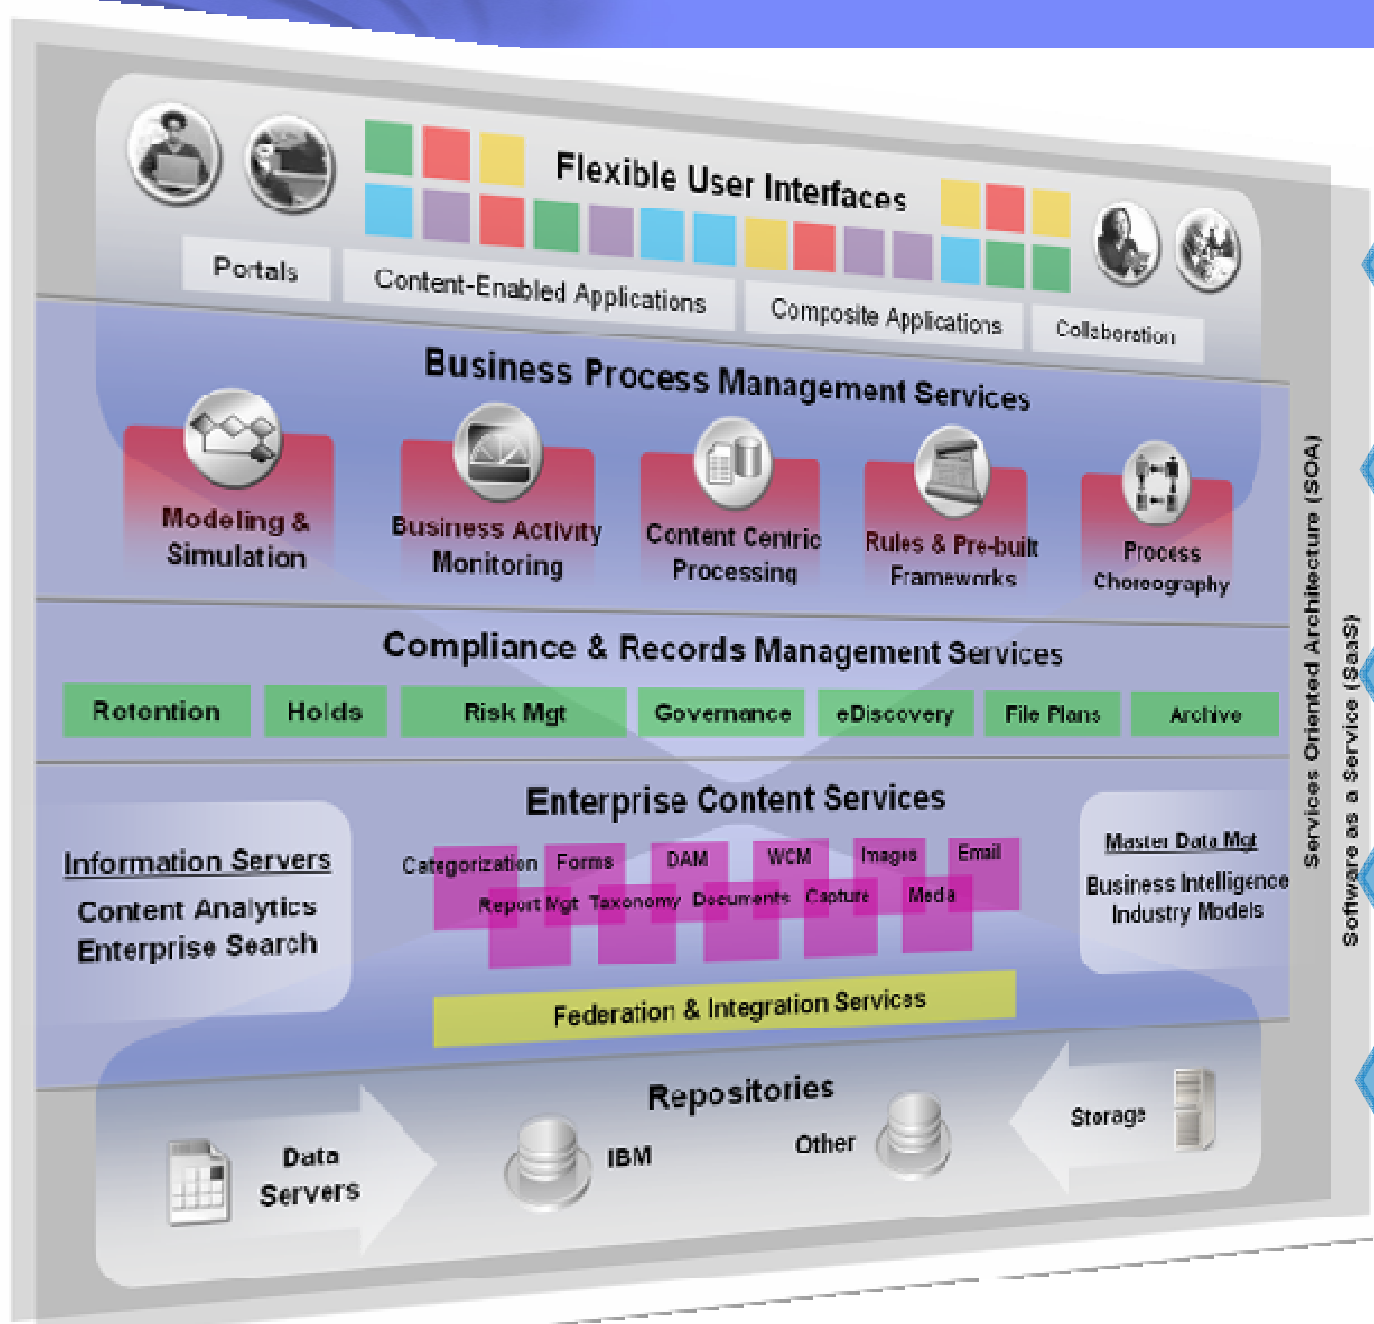 Flexible User Interfaces
Portals
Content-Enabled Applications
Composite Applications
Collaboration
Business Process Management Services
Modeling &
Simulation
Business Activity
Monitoring
Content Centric
Processing
Rules & Pre-built
Frameworks
Process
Choreography
Compliance & Records Management Services
Retention
Holds
Risk Mgt
Governance
eDiscovery
File Plans
Archive
Enterprise Content Services
Information Servers
Content Analytics
Enterprise Search
Categorization
Forms
DAM
WCM
Images
Email
Report Mgt
Taxonomy
Documents
Capture
Media
Master Data Mgt
Business Intelligence
Industry Models
Federation & Integration Services
Repositories
Data
Servers
IBM
Other
Storage
Services Oriented Architecture (SOA)
Software as a Service (SaaS)